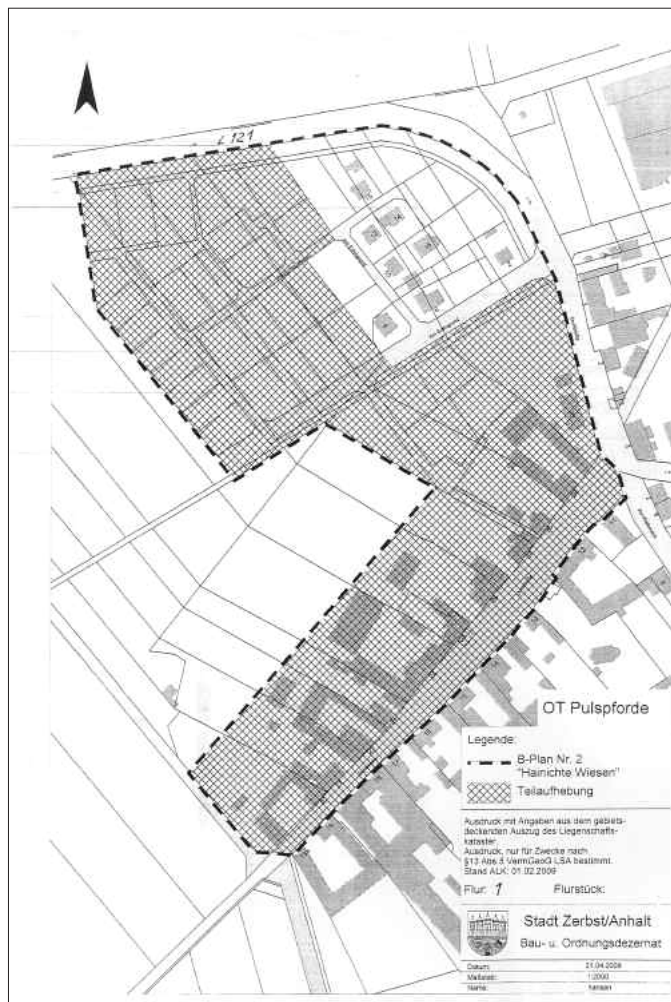 L 121
OT Pulspforde
Legende:
B-Plan Nr. 2
"Hainichte Wiesen"
Teilaufhebung
Ausdruck mit Angaben aus dem gebiets-
deckenden Auszug des Liegenschafts-
kataster.
Ausdruck, nur für Zwecke nach
§13 Abs.5 VermGeoG LSA bestimmt.
Stand ALK: 01.02.2009
Flur: 1 Flurstück:
Stadt Zerbst/Anhalt
Bau- u. Ordnungsdezernat
Datum: 21.04.2009
Maßstab: 1:2000
Name: